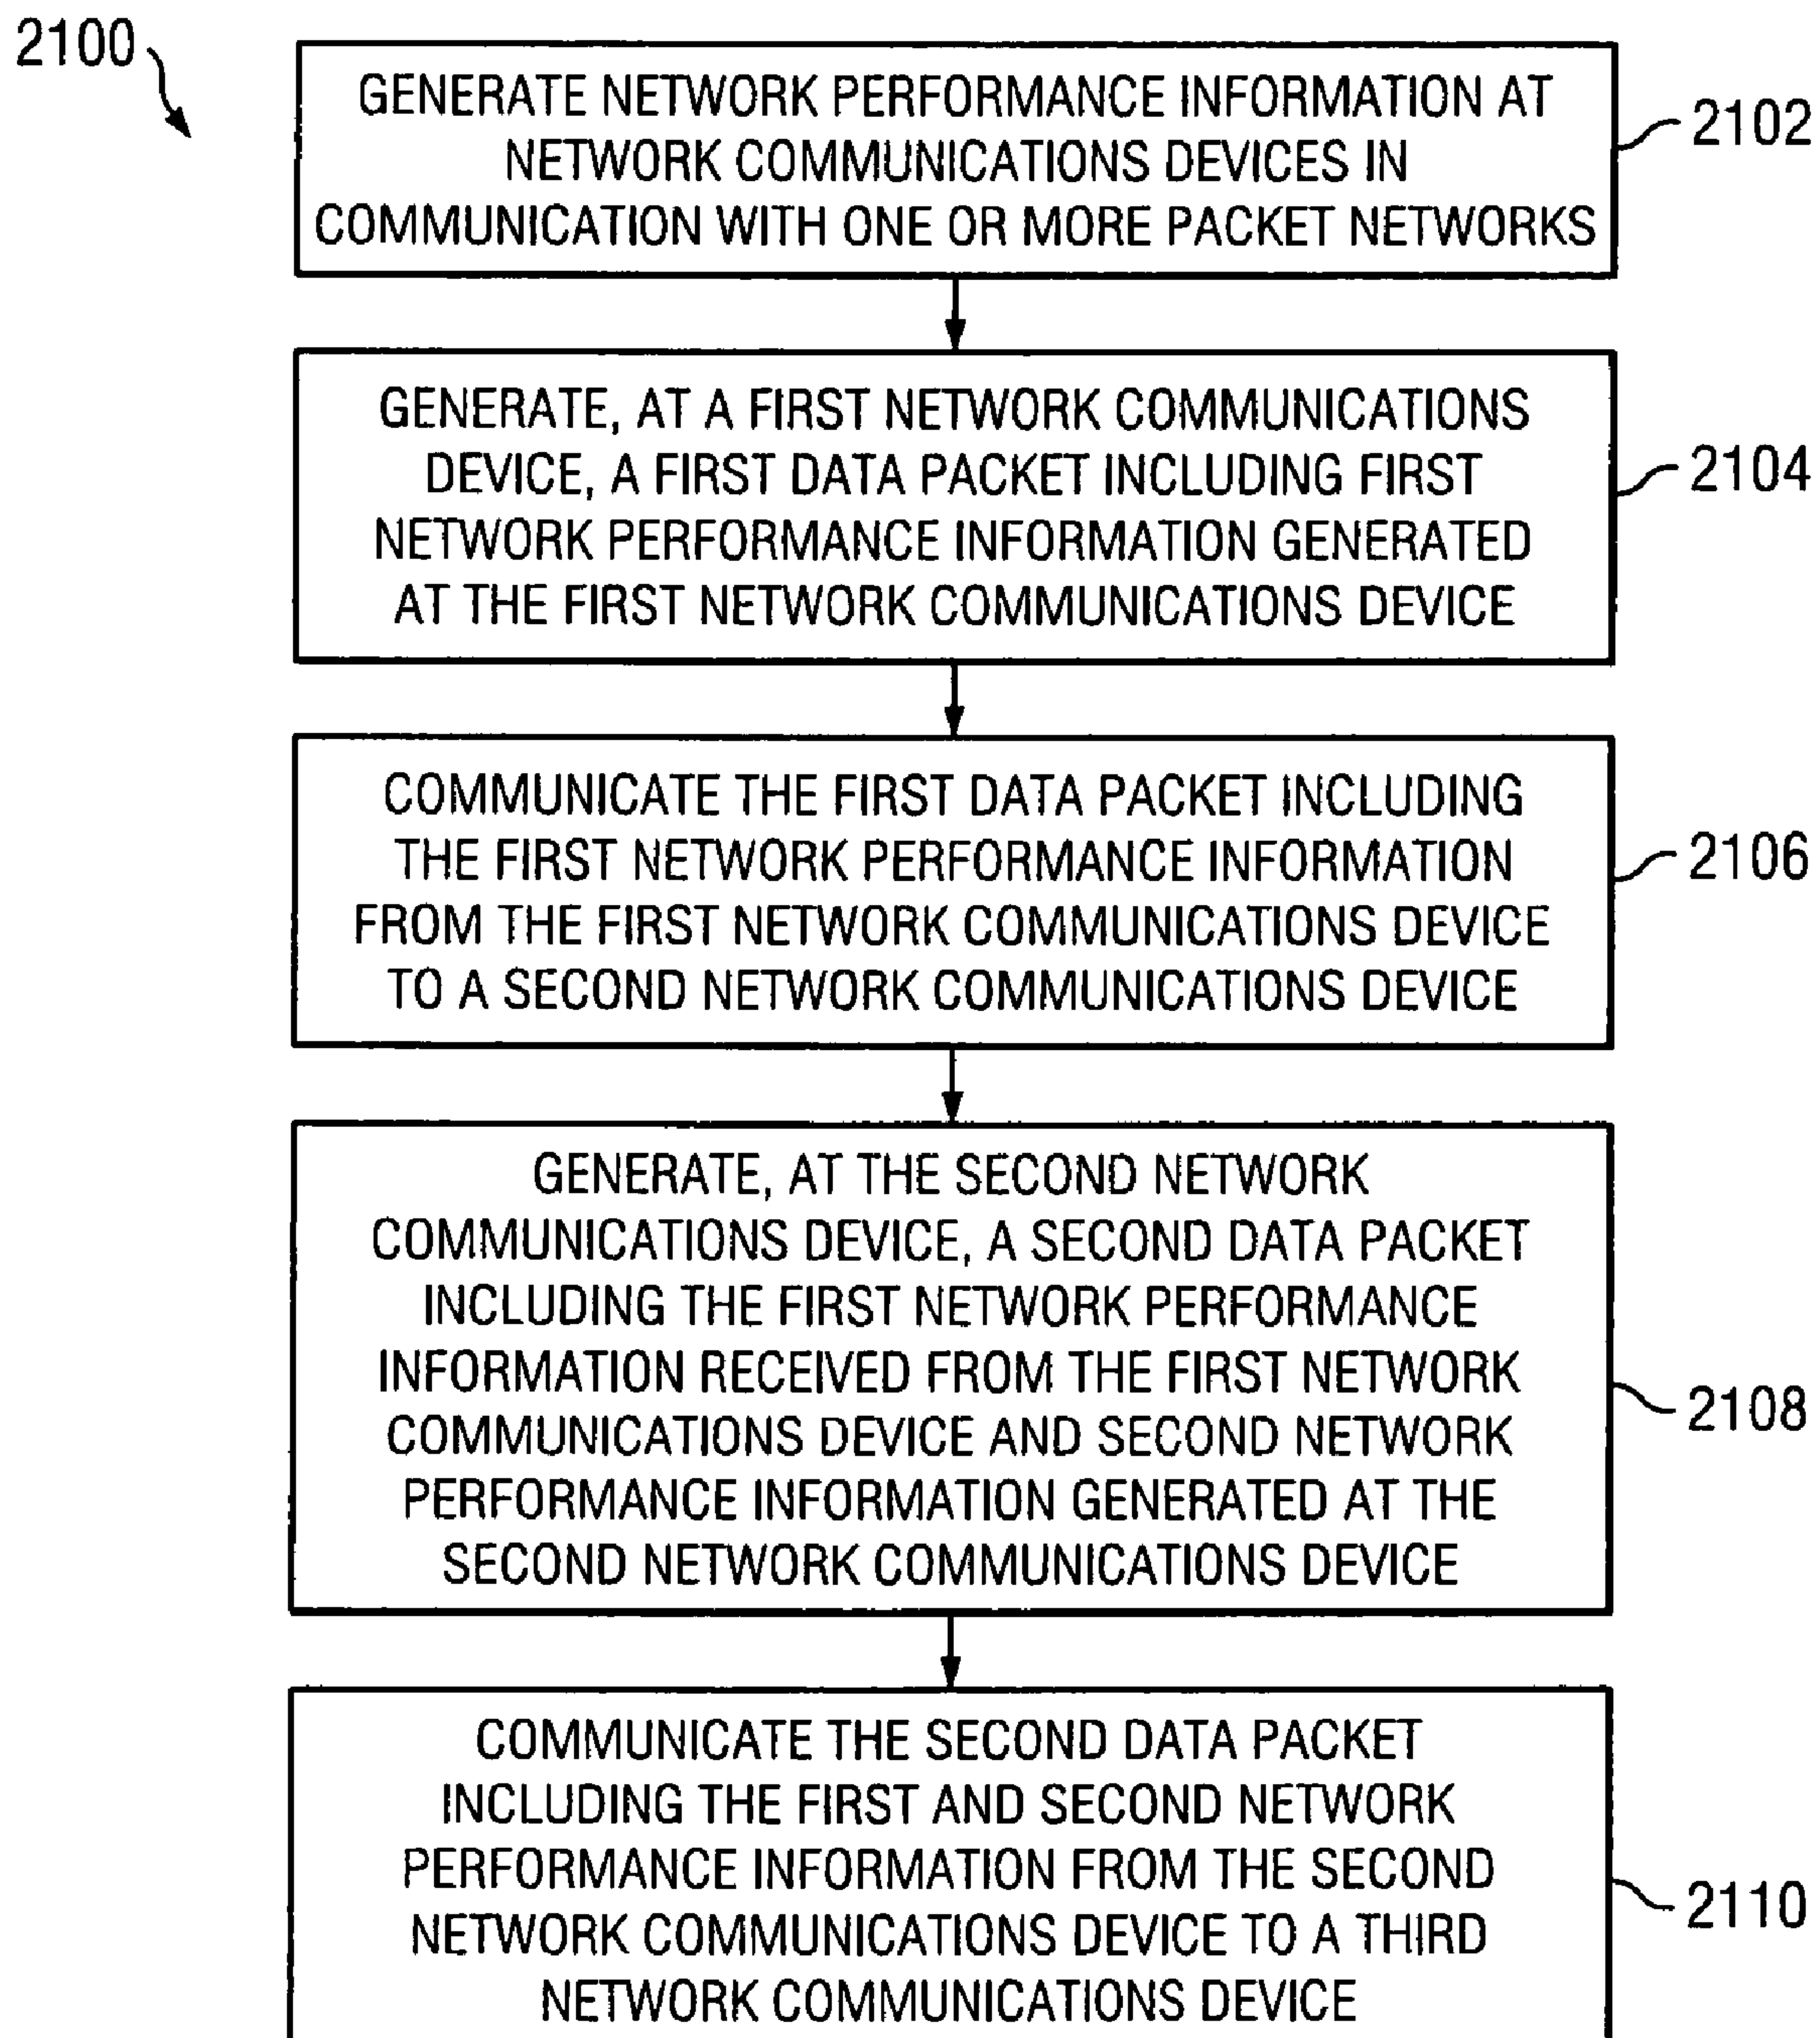 2100
GENERATE NETWORK PERFORMANCE INFORMATION AT
NETWORK COMMUNICATIONS DEVICES IN
COMMUNICATION WITH ONE OR MORE PACKET NETWORKS
2102
GENERATE, AT A FIRST NETWORK COMMUNICATIONS
DEVICE, A FIRST DATA PACKET INCLUDING FIRST
NETWORK PERFORMANCE INFORMATION GENERATED
AT THE FIRST NETWORK COMMUNICATIONS DEVICE
2104
COMMUNICATE THE FIRST DATA PACKET INCLUDING
THE FIRST NETWORK PERFORMANCE INFORMATION
FROM THE FIRST NETWORK COMMUNICATIONS DEVICE
TO A SECOND NETWORK COMMUNICATIONS DEVICE
2106
GENERATE, AT THE SECOND NETWORK
COMMUNICATIONS DEVICE, A SECOND DATA PACKET
INCLUDING THE FIRST NETWORK PERFORMANCE
INFORMATION RECEIVED FROM THE FIRST NETWORK
COMMUNICATIONS DEVICE AND SECOND NETWORK
PERFORMANCE INFORMATION GENERATED AT THE
SECOND NETWORK COMMUNICATIONS DEVICE
2108
COMMUNICATE THE SECOND DATA PACKET
INCLUDING THE FIRST AND SECOND NETWORK
PERFORMANCE INFORMATION FROM THE SECOND
NETWORK COMMUNICATIONS DEVICE TO A THIRD
NETWORK COMMUNICATIONS DEVICE
2110